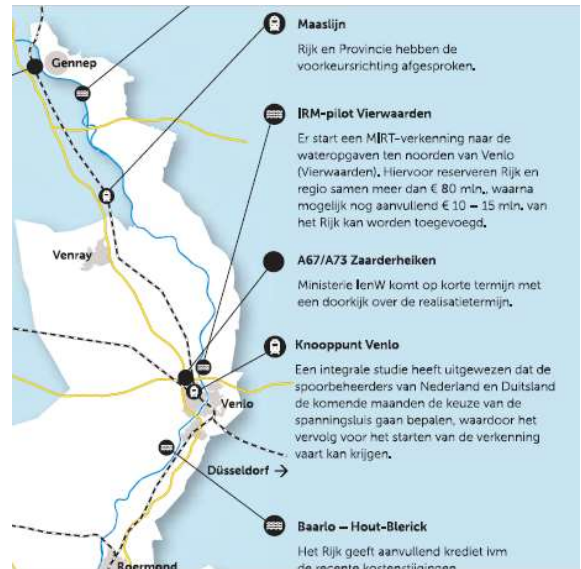 Maaslijn
Rijk en Provincie hebben de
voorkeursrichting afgesproken.
IRM-pilot Vierwaarden
Er start een MIRT-verkenning naar de
wateropgaven ten noorden van Venlo
(Vierwaarden). Hiervoor reserveren Rijk en
regio samen meer dan € 80 mln., waarna
mogelijk nog aanvullend € 10 – 15 mln. van
het Rijk kan worden toegevoegd.
A67/A73 Zaarderheiken
Ministerie IenW komt op korte termijn met
een doorkijk over de realisatietermijn.
Knooppunt Venlo
Een integrale studie heeft uitgewezen dat de
spoorbeheerders van Nederland en Duitsland
de komende maanden de keuze van de
spanningsluis gaan bepalen, waardoor het
vervolg voor het starten van de verkenning
vaart kan krijgen.
Baarlo – Hout-Blerick
Het Rijk geeft aanvullend krediet ivm
de recente kostenstijgingen
Gennep
Venray
Venlo
Düsseldorf →
Roermond